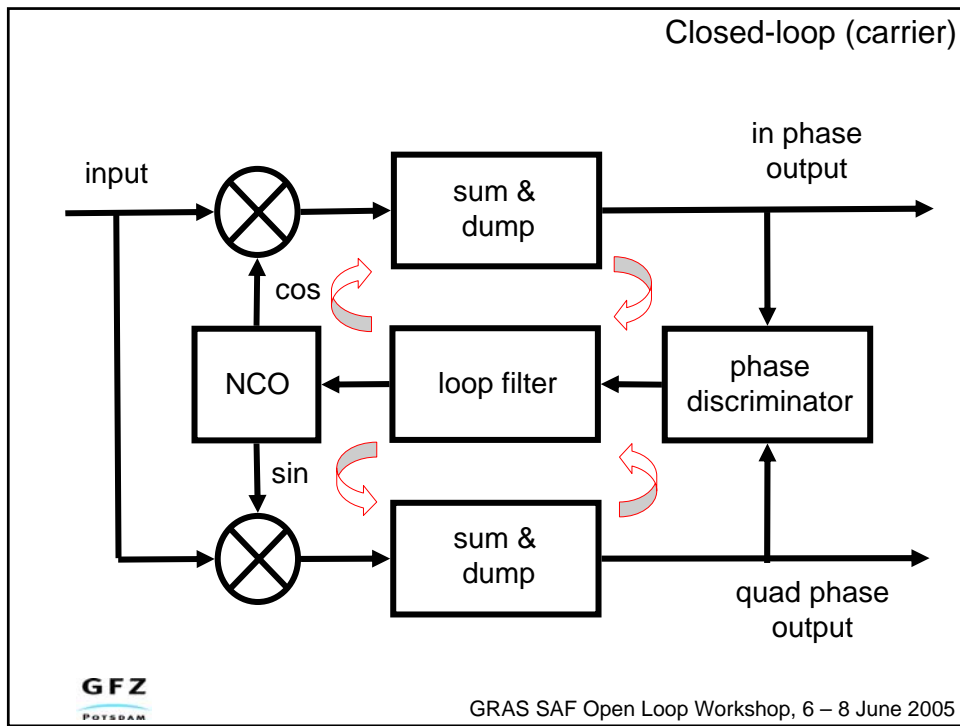 Closed-loop (carrier)
in phase
output
input
sum &
dump
cos
NCO
loop filter
phase
discriminator
sin
sum &
dump
quad phase
output
GFZ
POTSDAM
GRAS SAF Open Loop Workshop, 6 – 8 June 2005